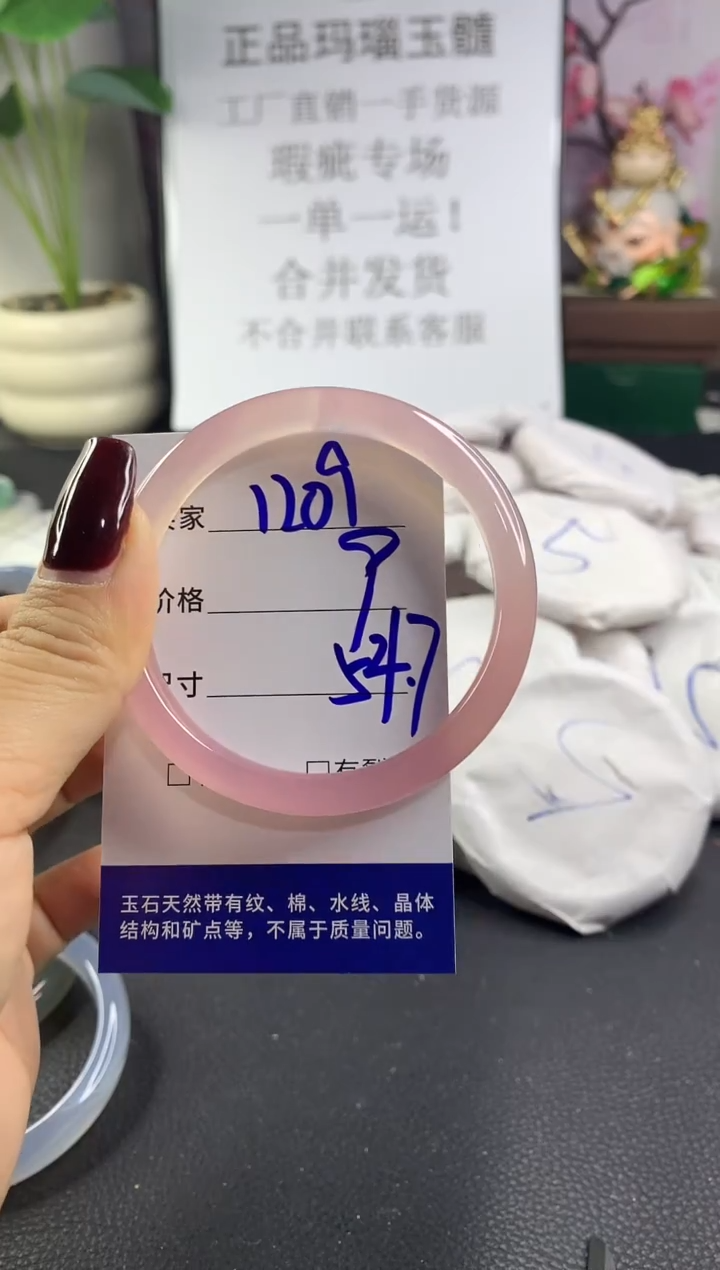 正品玛瑙玉髓
工厂直销一手货源
瑕疵专场
一单一运！
合并发货
不合并联系客服
家 1209
价格
寸 54.7
玉石天然带有纹、棉、水线、晶体
结构和矿点等，不属于质量问题。
5